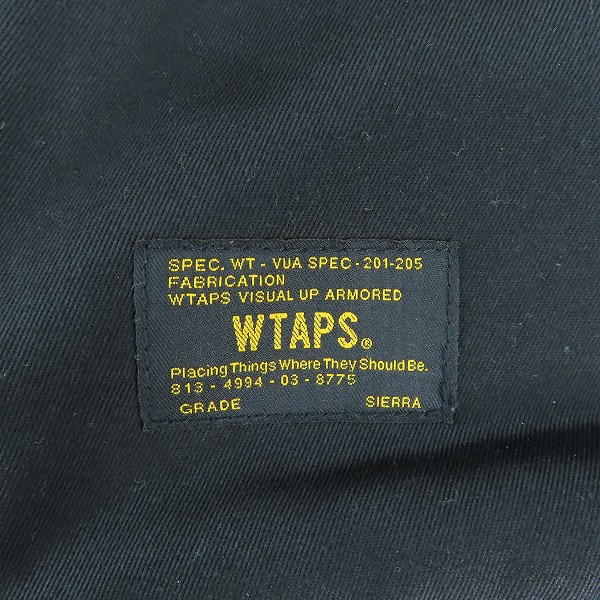 SPEC. WT - VUA SPEC - 201-205
FABRICATION
WTAPS VISUAL UP ARMORED
WTAPS®
Placing Things Where They Should Be.
813 - 4994 - 03 - 8775
GRADE SIERRA